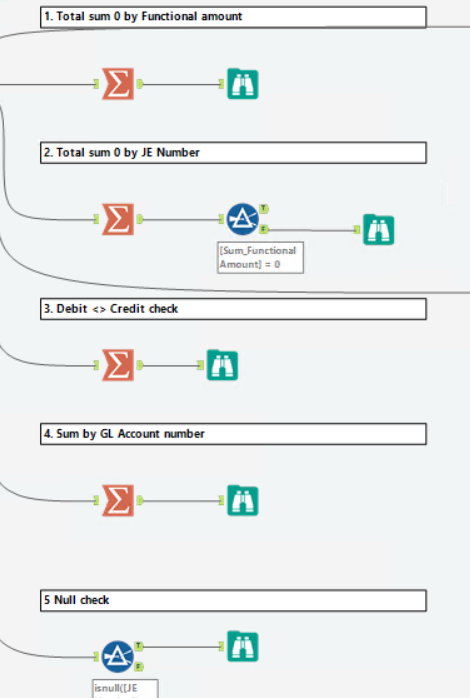 1. Total sum 0 by Functional amount
2. Total sum 0 by JE Number
T
F
[Sum_Functional
Amount] = 0
3. Debit <> Credit check
4. Sum by GL Account number
5 Null check
T
F
isnull([JE